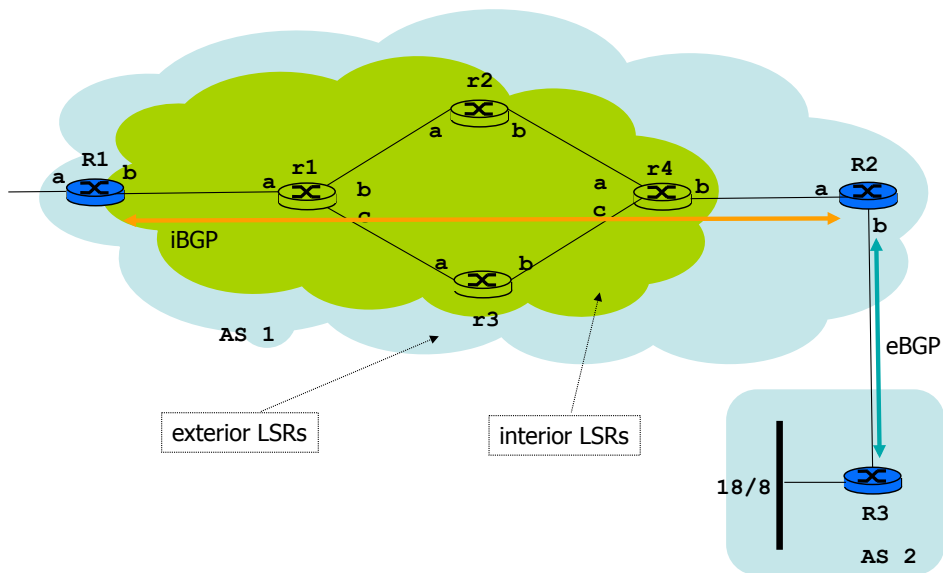 r2
a
b
R1
a
b
r1
a
b
c
r4
a
b
c
R2
a
b
iBGP
a
b
r3
AS 1
eBGP
exterior LSRs
interior LSRs
18/8
R3
AS 2